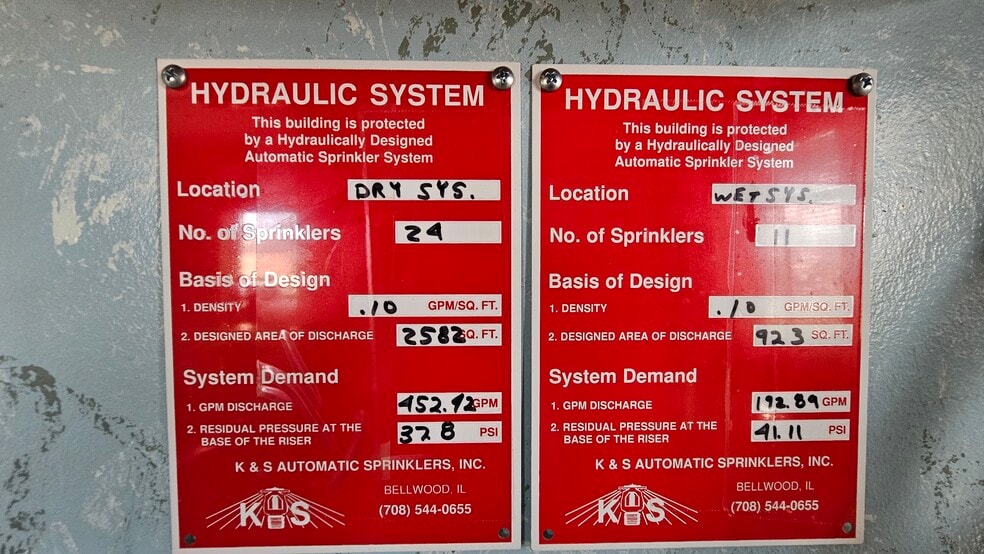 HYDRAULIC SYSTEM
This building is protected
by a Hydraulically Designed
Automatic Sprinkler System
Location DRY SYS.
No. of Sprinklers 24
Basis of Design
1. DENSITY .10 GPM/SQ. FT.
2. DESIGNED AREA OF DISCHARGE 2582 SQ. FT.
System Demand
1. GPM DISCHARGE 452.42 GPM
2. RESIDUAL PRESSURE AT THE
BASE OF THE RISER 37.8 PSI
K & S AUTOMATIC SPRINKLERS, INC.
BELLWOOD, IL
K S (708) 544-0655
HYDRAULIC SYSTEM
This building is protected
by a Hydraulically Designed
Automatic Sprinkler System
Location WET SYS.
No. of Sprinklers 11
Basis of Design
1. DENSITY .10 GPM/SQ. FT.
2. DESIGNED AREA OF DISCHARGE 923 SQ. FT.
System Demand
1. GPM DISCHARGE 192.89 GPM
2. RESIDUAL PRESSURE AT THE
BASE OF THE RISER 41.11 PSI
K & S AUTOMATIC SPRINKLERS, INC.
BELLWOOD, IL
K S (708) 544-0655